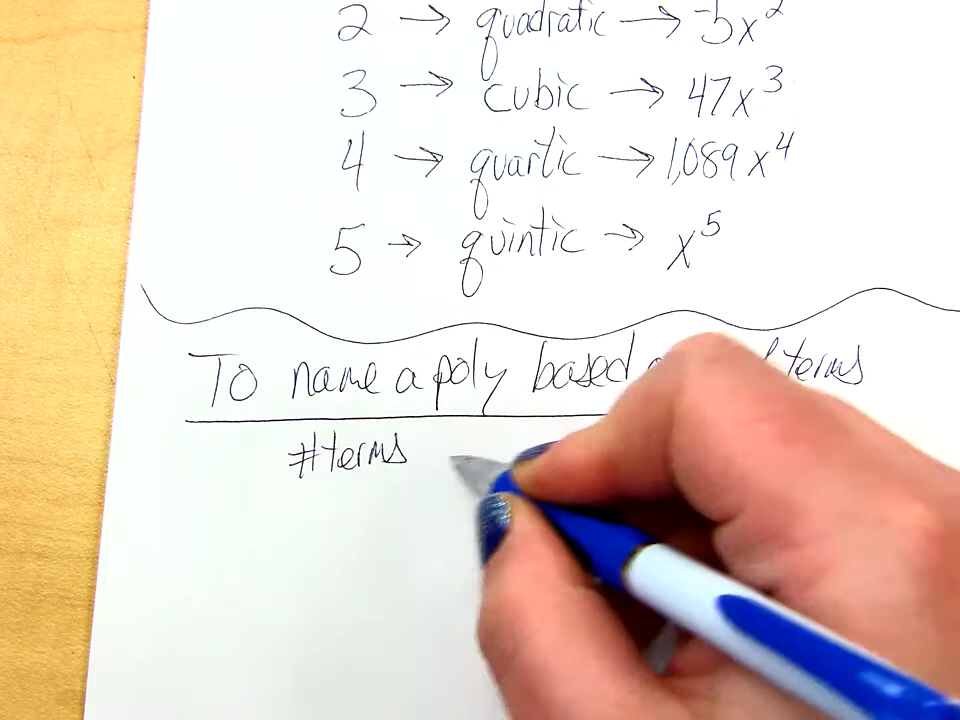 2 → quadratic → -5x²
3 → cubic → 47x³
4 → quartic → 1,089x⁴
5 → quintic → x⁵
To name a poly based terms
#terms